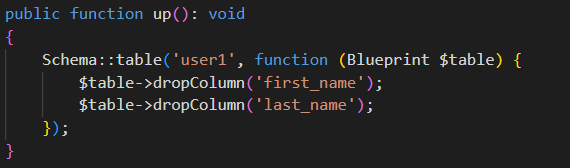 public function up(): void
{
    Schema::table('user1', function (Blueprint $table) {
        $table->dropColumn('first_name');
        $table->dropColumn('last_name');
    });
}